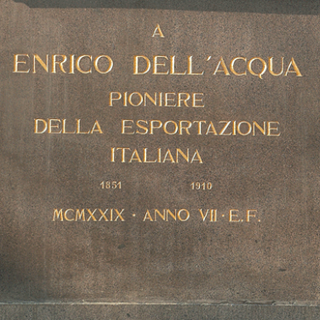 A
ENRICO DELL'ACQUA
PIONIERE
DELLA ESPORTAZIONE
ITALIANA
1851 1910
MCMXXIX · ANNO VII · E.F.